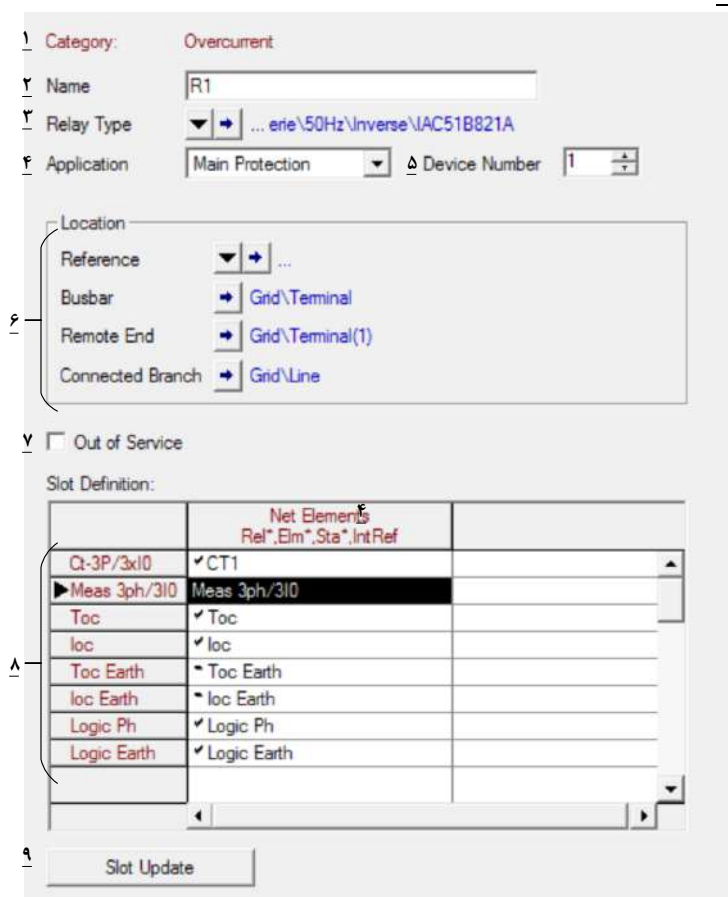 ۱ Category: Overcurrent
۲ Name R1
۳ Relay Type ... erie\50Hz\Inverse\IAC51B821A
۴ Application Main Protection ۵ Device Number 1
Location
Reference ...
Busbar Grid\Terminal
۶ Remote End Grid\Terminal(1)
Connected Branch Grid\Line
۷ Out of Service
Slot Definition:
Net Elements ۴
Rel*,Elm*,Sta*,IntRef
Ct-3P/3xI0 CT1
Meas 3ph/3I0 Meas 3ph/3I0
Toc Toc
Ioc Ioc
۸ Toc Earth Toc Earth
Ioc Earth Ioc Earth
Logic Ph Logic Ph
Logic Earth Logic Earth
۹ Slot Update